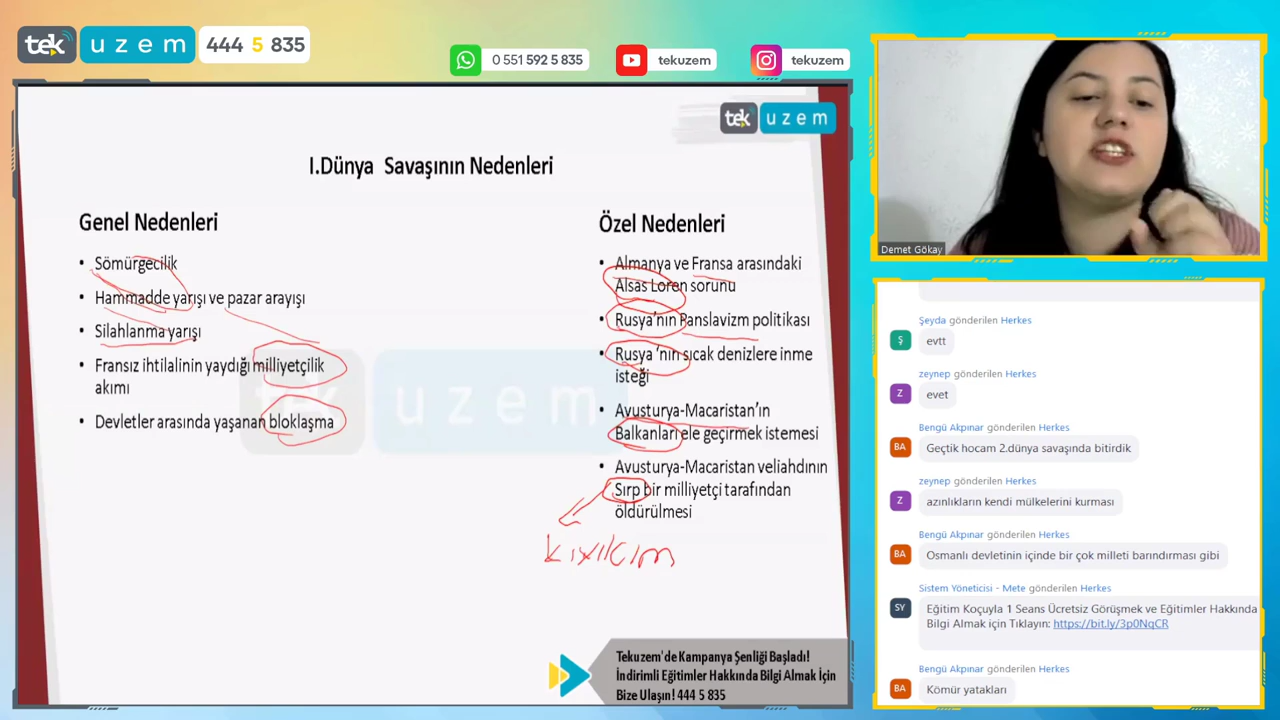 tek uzem 444 5 835
0 551 592 5 835
tekuzem
tekuzem
tek uzem
I.Dünya Savaşının Nedenleri
Genel Nedenleri
• Sömürgecilik
• Hammadde yarışı ve pazar arayışı
• Silahlanma yarışı
• Fransız ihtilalinin yaydığı milliyetçilik
akımı
• Devletler arasında yaşanan bloklaşma
tek uzem
Özel Nedenleri
• Almanya ve Fransa arasındaki
Alsas Loren sorunu
• Rusya'nın Panslavizm politikası
• Rusya 'nın sıcak denizlere inme
isteği
• Avusturya-Macaristan'ın
Balkanları ele geçirmek istemesi
• Avusturya-Macaristan veliahdının
Sırp bir milliyetçi tarafından
öldürülmesi
kıvılcım
Tekuzem'de Kampanya Şenliği Başladı!
İndirimli Eğitimler Hakkında Bilgi Almak İçin
Bize Ulaşın! 444 5 835
Demet Gökay
Şeyda gönderilen Herkes
Ş
evtt
zeynep gönderilen Herkes
Z
evet
Bengü Akpınar gönderilen Herkes
BA
Geçtik hocam 2.dünya savaşında bitirdik
zeynep gönderilen Herkes
Z
azınlıkların kendi mülkelerini kurması
Bengü Akpınar gönderilen Herkes
BA
Osmanlı devletinin içinde bir çok milleti barındırması gibi
Sistem Yöneticisi - Mete gönderilen Herkes
SY
Eğitim Koçuyla 1 Seans Ücretsiz Görüşmek ve Eğitimler Hakkında
Bilgi Almak için Tıklayın: https://bit.ly/3p0NqCR
Bengü Akpınar gönderilen Herkes
BA
Kömür yatakları